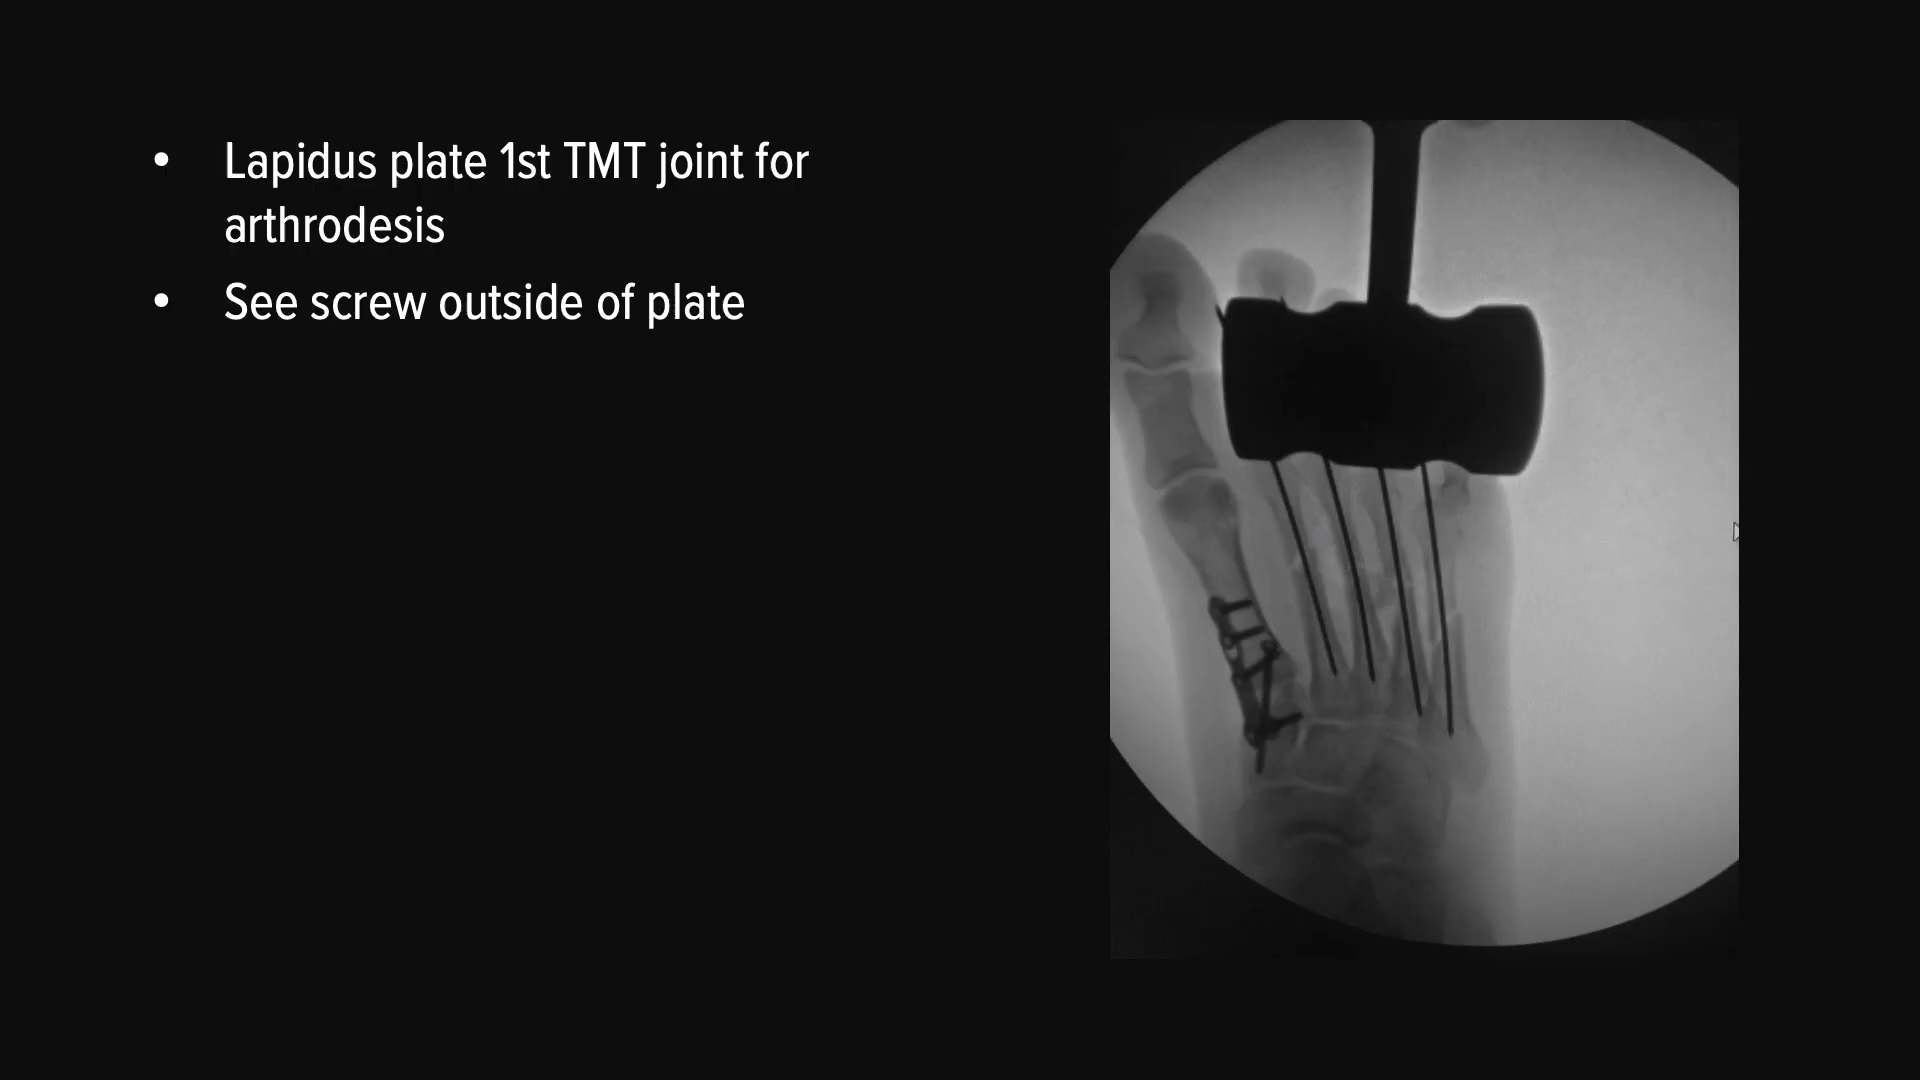 • Lapidus plate 1st TMT joint for
arthrodesis
• See screw outside of plate